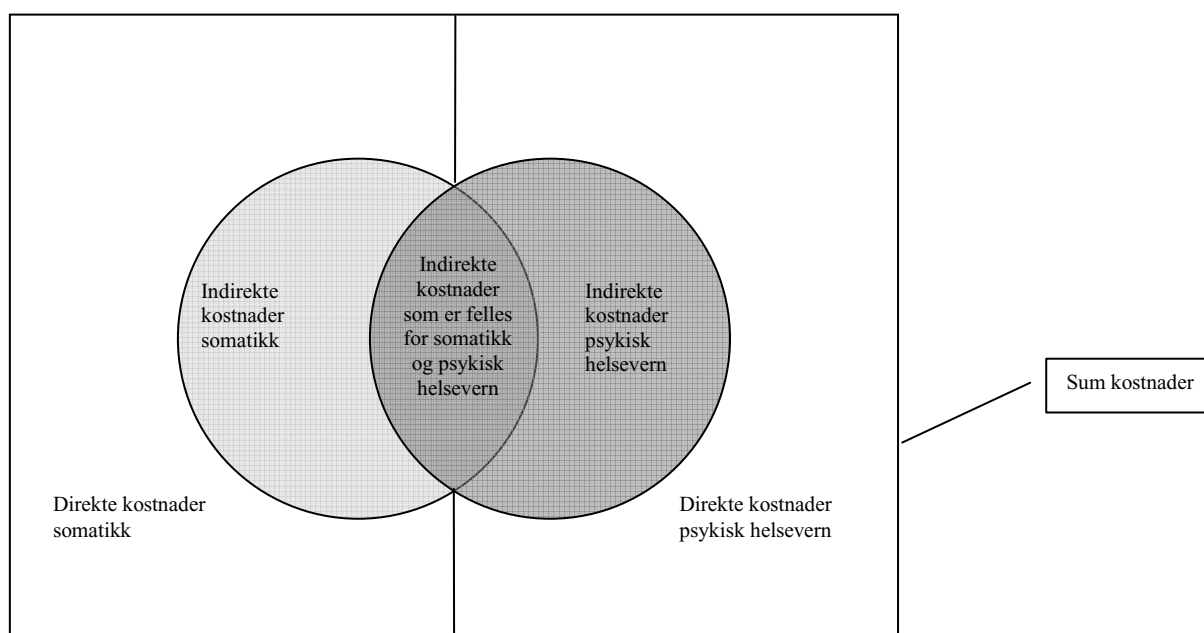 Indirekte
kostnader
somatikk
Indirekte
kostnader
som er felles
for somatikk
og psykisk
helsevern
Indirekte
kostnader
psykisk
helsevern
Sum kostnader
Direkte kostnader
somatikk
Direkte kostnader
psykisk helsevern